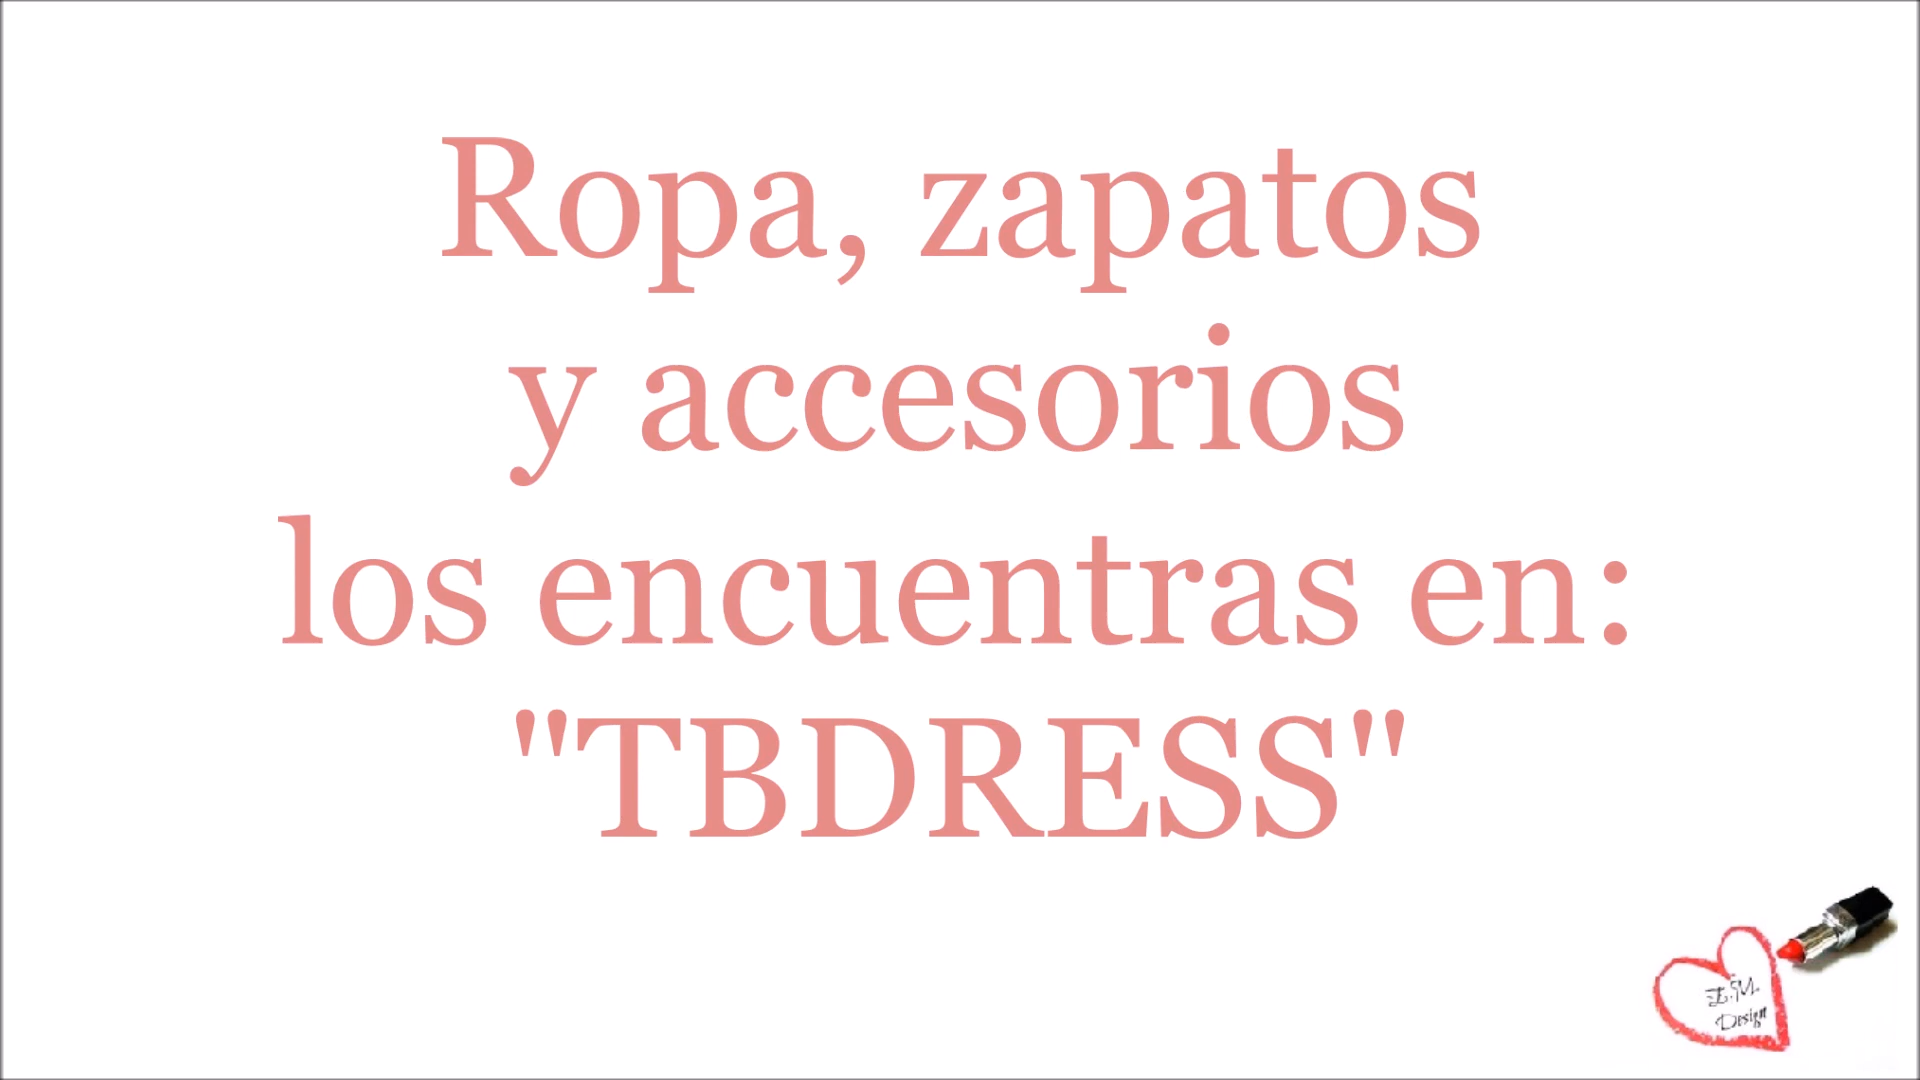 Ropa, zapatos
y accesorios
los encuentras en:
"TBDRESS"
Design